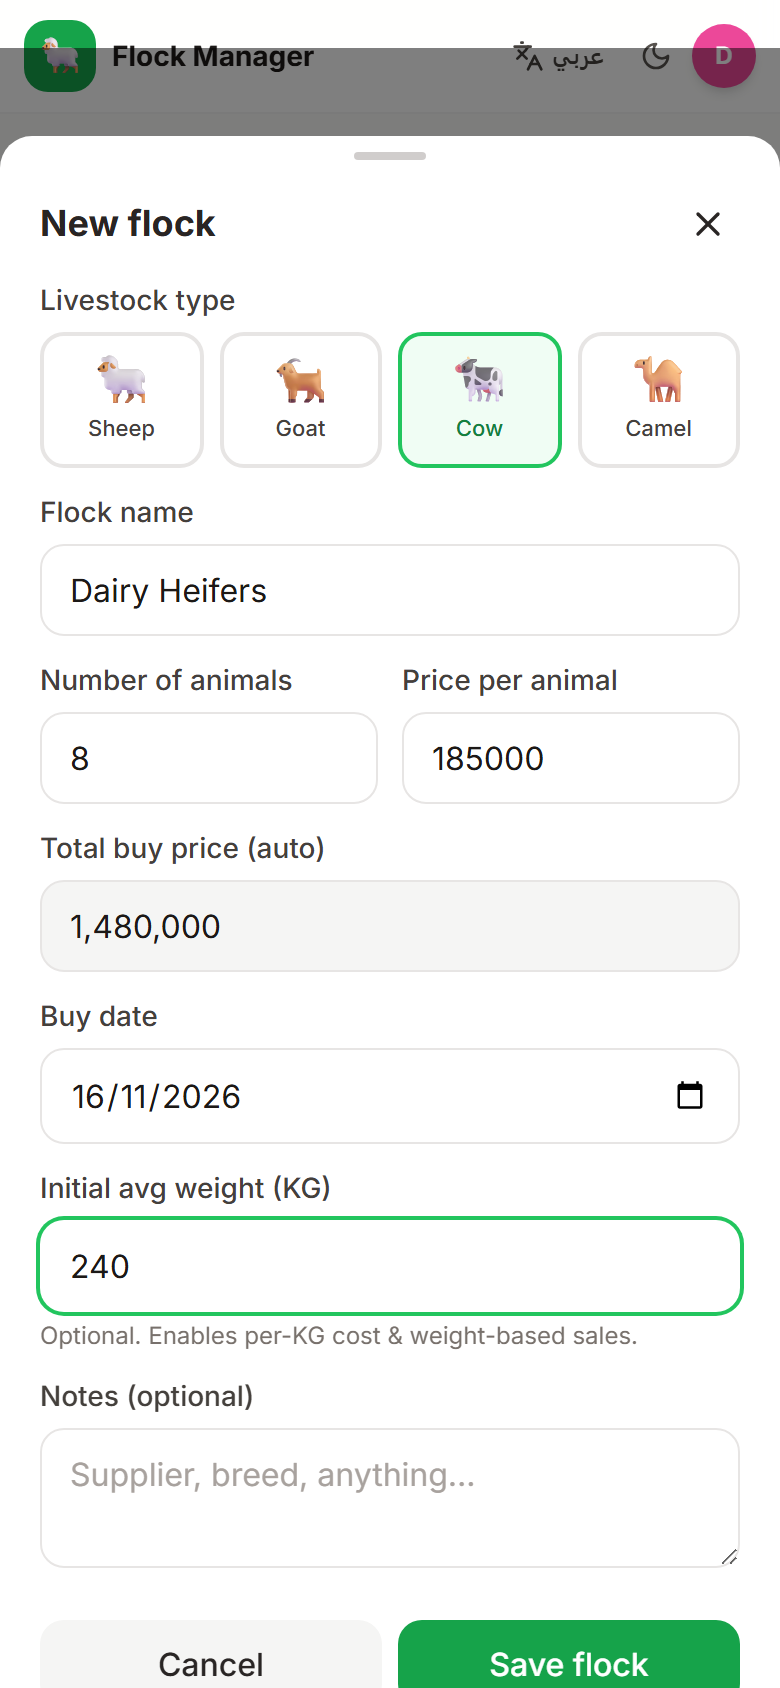 Flock Manager
عربي
D
New flock
Livestock type
Sheep
Goat
Cow
Camel
Flock name
Dairy Heifers
Number of animals
Price per animal
8
185000
Total buy price (auto)
1,480,000
Buy date
16/11/2026
Initial avg weight (KG)
240
Optional. Enables per-KG cost & weight-based sales.
Notes (optional)
Supplier, breed, anything...
Cancel
Save flock